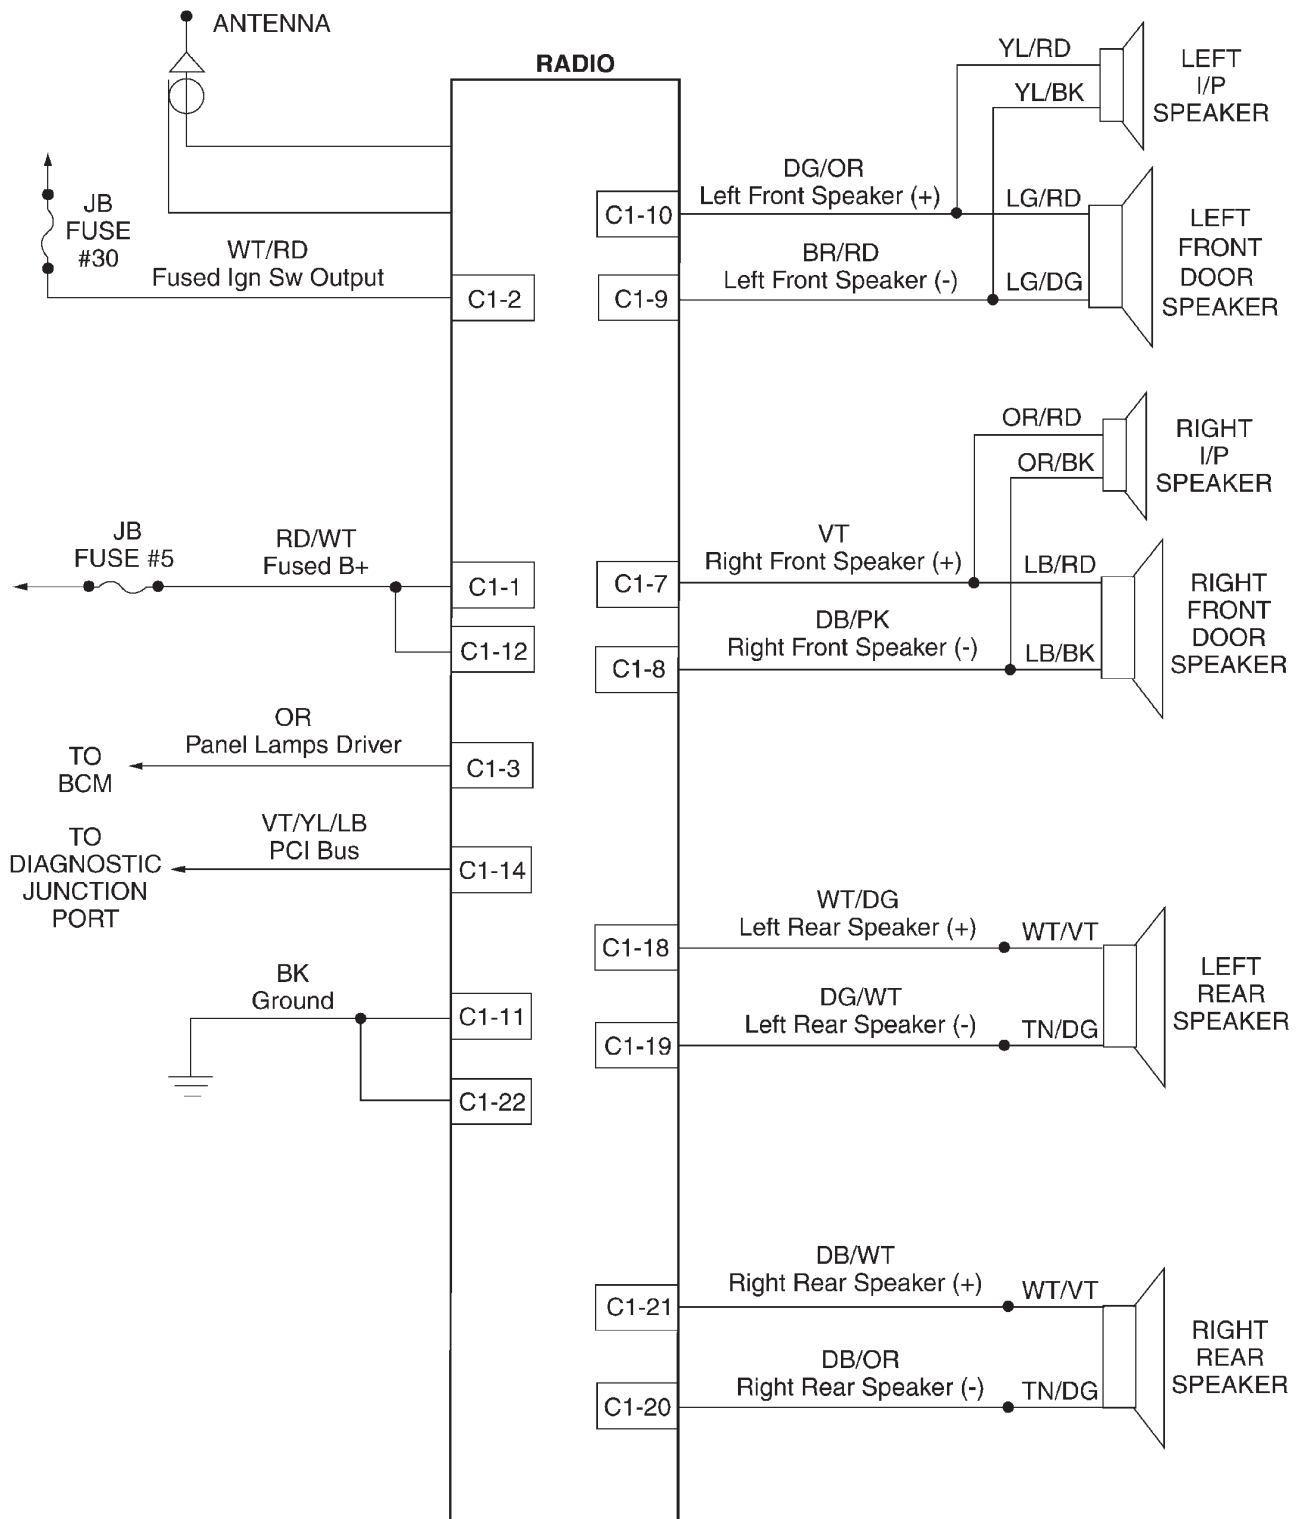 ANTENNA
RADIO
JB
FUSE
#30
WT/RD
Fused Ign Sw Output
C1-2
JB
FUSE #5
RD/WT
Fused B+
C1-1
C1-12
OR
Panel Lamps Driver
TO
BCM
C1-3
VT/YL/LB
PCI Bus
TO
DIAGNOSTIC
JUNCTION
PORT
C1-14
BK
Ground
C1-11
C1-22
YL/RD
YL/BK
LEFT
I/P
SPEAKER
DG/OR
Left Front Speaker (+)
C1-10
LG/RD
BR/RD
Left Front Speaker (-)
C1-9
LG/DG
LEFT
FRONT
DOOR
SPEAKER
OR/RD
OR/BK
RIGHT
I/P
SPEAKER
VT
Right Front Speaker (+)
C1-7
LB/RD
DB/PK
Right Front Speaker (-)
C1-8
LB/BK
RIGHT
FRONT
DOOR
SPEAKER
WT/DG
Left Rear Speaker (+)
C1-18
WT/VT
DG/WT
Left Rear Speaker (-)
C1-19
TN/DG
LEFT
REAR
SPEAKER
DB/WT
Right Rear Speaker (+)
C1-21
WT/VT
DB/OR
Right Rear Speaker (-)
C1-20
TN/DG
RIGHT
REAR
SPEAKER